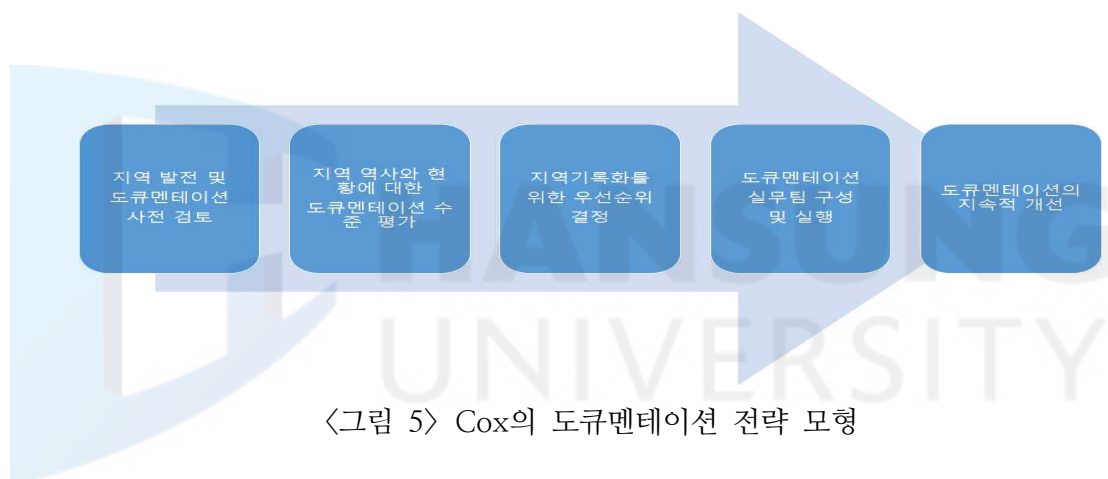 지역 발전 및
도큐멘테이션
사전 검토
지역 역사와 현
황에 대한
도큐멘테이션 수
준 평가
지역기록화를
위한 우선순위
결정
도큐멘테이션
실무팀 구성
및 실행
도큐멘테이션의
지속적 개선
HANSUNG
UNIVERSITY
〈그림 5〉 Cox의 도큐멘테이션 전략 모형